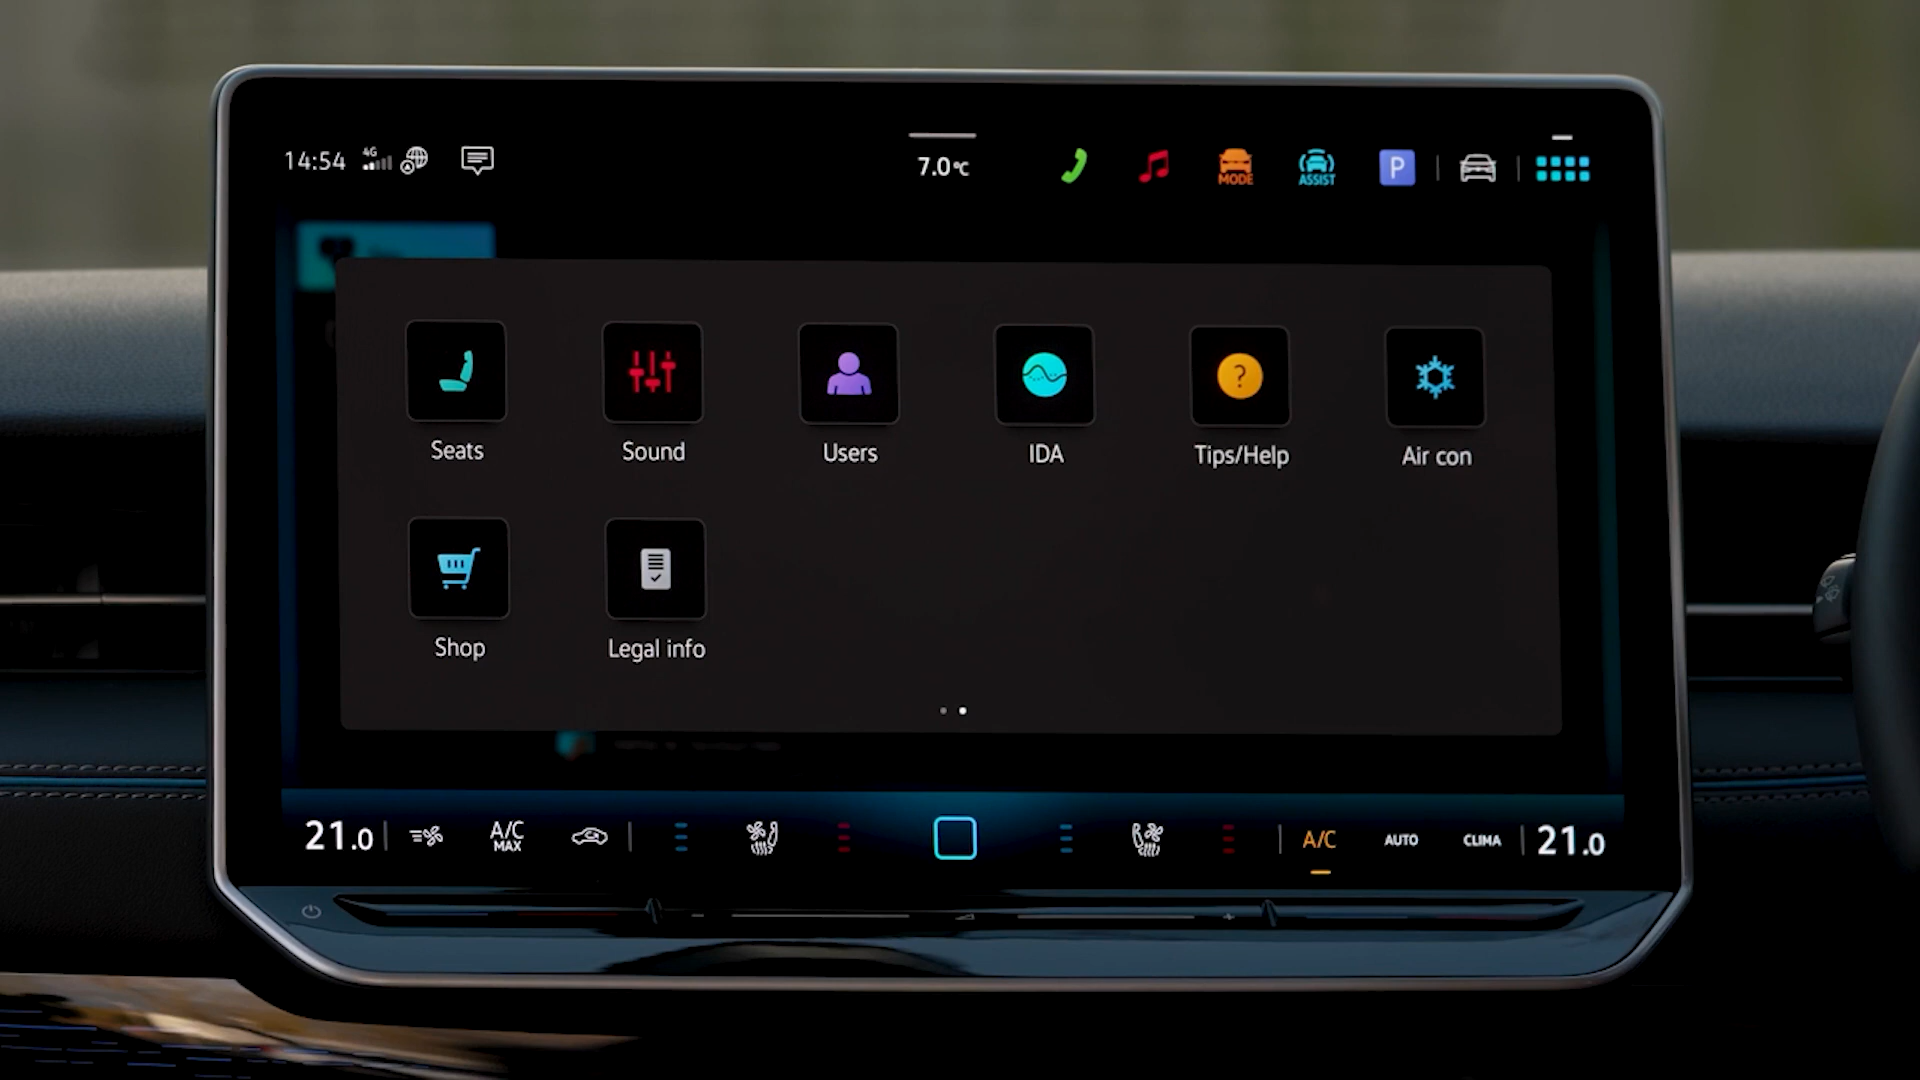 14:54 4G
7.0°C
MODE ASSIST P
Seats Sound Users IDA Tips/Help Air con
Shop Legal info
21.0 A/C MAX A/C AUTO CLIMA 21.0